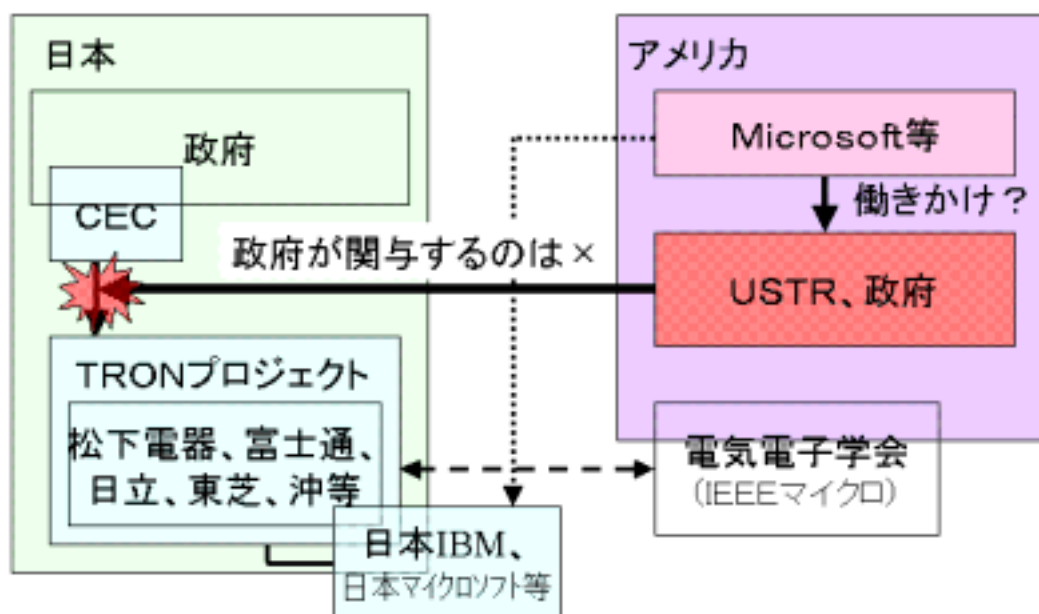 日本
政府
CEC
政府が関与するのは×
TRONプロジェクト
松下電器、富士通、
日立、東芝、沖等
日本IBM、
日本マイクロソフト等
アメリカ
Microsoft等
働きかけ？
USTR、政府
電気電子学会
（IEEEマイクロ）